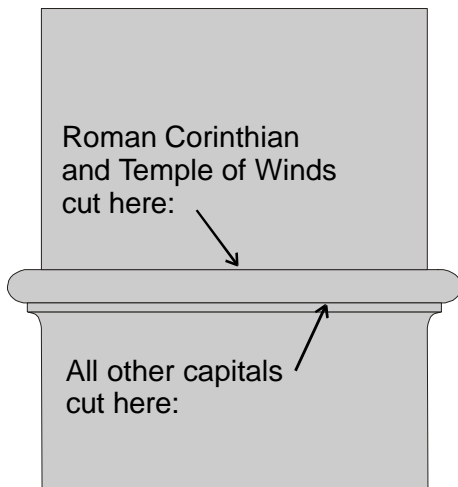 Roman Corinthian
and Temple of Winds
cut here:
All other capitals
cut here: